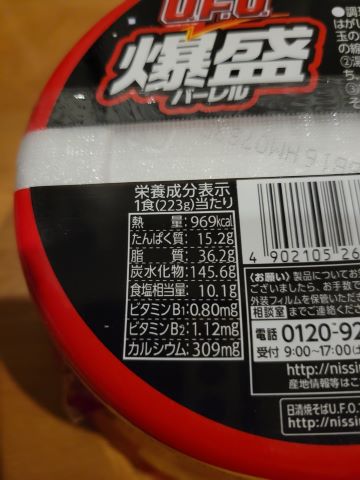 U.F.O.
爆盛
バーレル
栄養成分表示
1食(223g)当たり
熱量:969kcal
たんぱく質:15.2g
脂質:36.2g
炭水化物:145.6g
食塩相当量:10.1g
ビタミンB1:0.80mg
ビタミンB2:1.12mg
カルシウム:309mg
4 902105 26
〈お願い〉製品について
ございましたら、お手数で
外装フィルムを保管いた
相談室までご連絡ください
電話 0120-92
受付 9:00~17:00
http://nissi
産地情報等はこ
日清焼そばU.F.O.
http://nissi